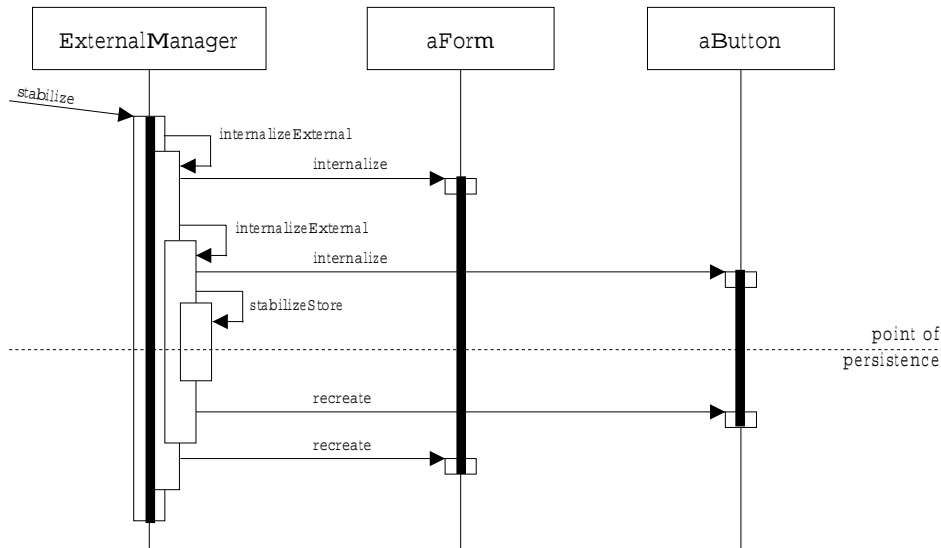 ExternalManager
aForm
aButton
stabilize
internalizeExternal
internalize
internalizeExternal
internalize
stabilizeStore
point of
persistence
recreate
recreate